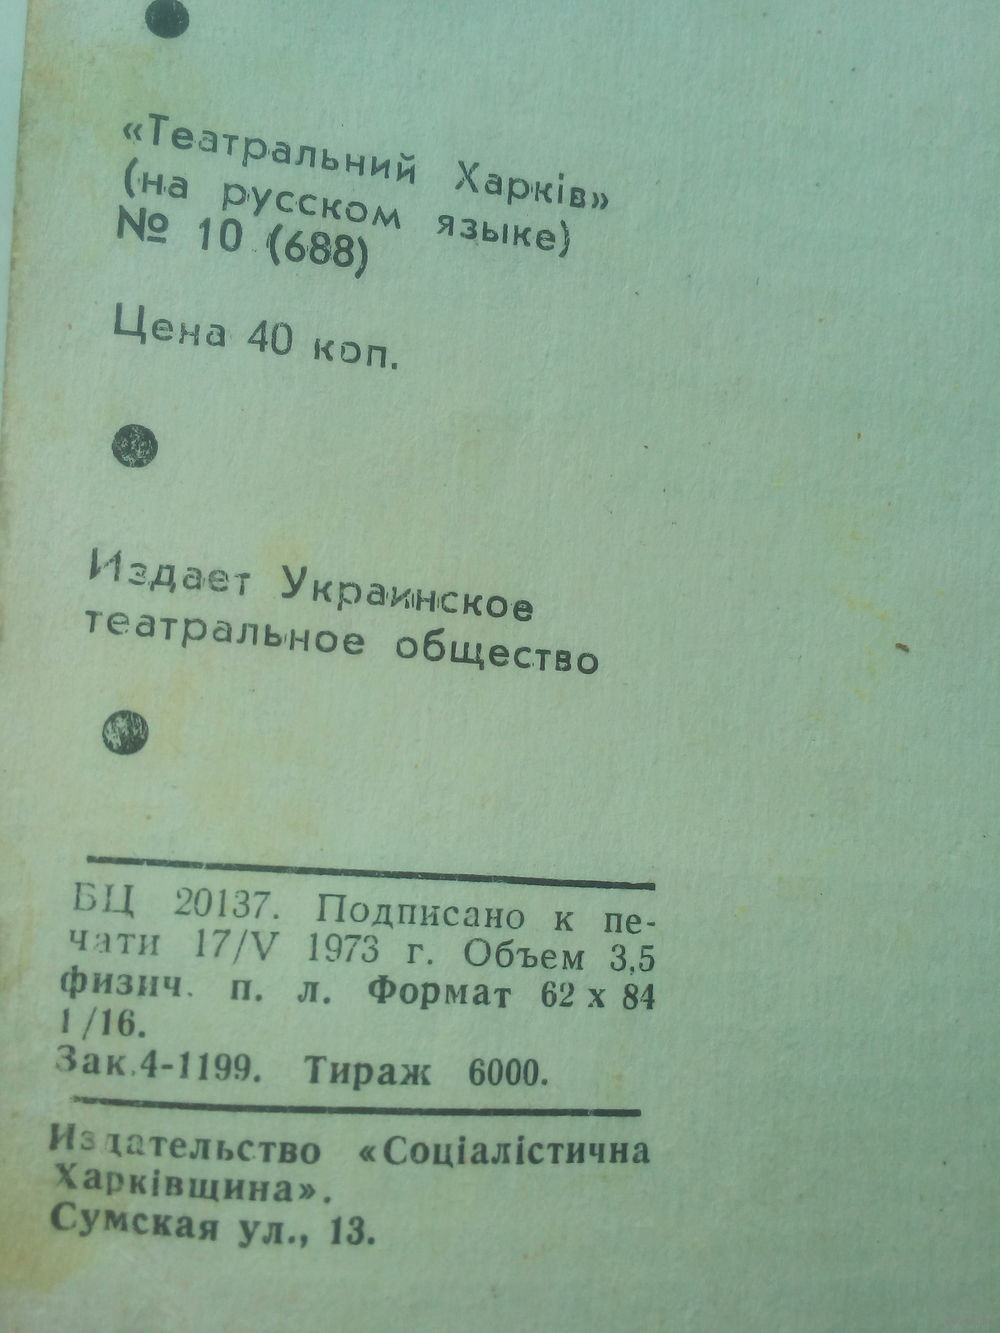 «Театральний Харків»
(на русском языке)
№ 10 (688)
Цена 40 коп.
Издает Украинское
театральное общество
БЦ 20137. Подписано к пе-
чати 17/V 1973 г. Объем 3,5
физич. п. л. Формат 62 х 84
1/16.
Зак.4-1199. Тираж 6000.
Издательство «Соціалістична
Харківщина».
Сумская ул., 13.